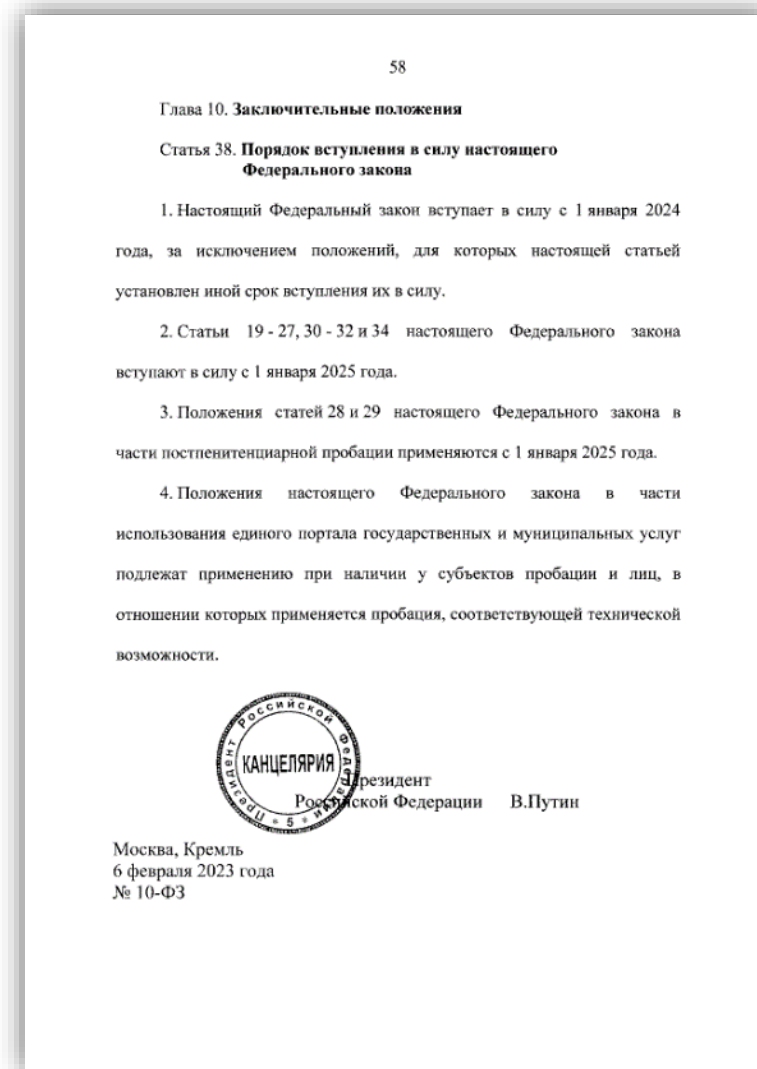 58
Глава 10. Заключительные положения
Статья 38. Порядок вступления в силу настоящего
Федерального закона
1. Настоящий Федеральный закон вступает в силу с 1 января 2024
года, за исключением положений, для которых настоящей статьей
установлен иной срок вступления их в силу.
2. Статьи 19 - 27, 30 - 32 и 34 настоящего Федерального закона
вступают в силу с 1 января 2025 года.
3. Положения статей 28 и 29 настоящего Федерального закона в
части постпенитенциарной пробации применяются с 1 января 2025 года.
4. Положения настоящего Федерального закона в части
использования единого портала государственных и муниципальных услуг
подлежат применению при наличии у субъектов пробации и лиц, в
отношении которых применяется пробация, соответствующей технической
возможности.
Президент Российской Федерации
* 5 *
КАНЦЕЛЯРИЯ
Президент
Российской Федерации В.Путин
Москва, Кремль
6 февраля 2023 года
№ 10-ФЗ